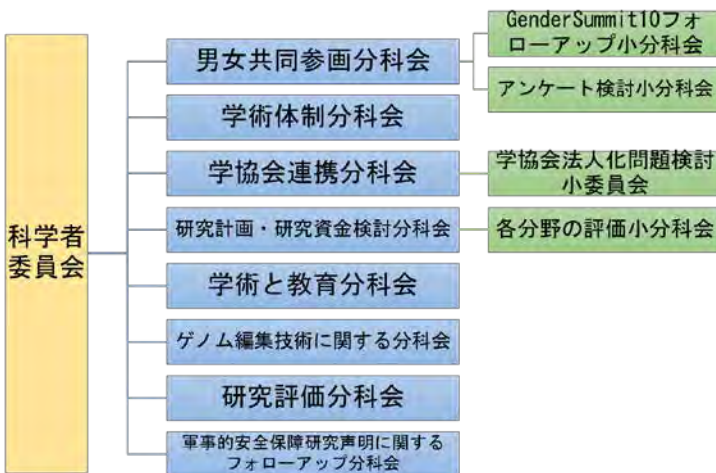 科学者
委員会
男女共同参画分科会
GenderSummit10フォ
ローアップ小分科会
アンケート検討小分科会
学術体制分科会
学協会連携分科会
学協会法人化問題検討
小委員会
研究計画・研究資金検討分科会
各分野の評価小分科会
学術と教育分科会
ゲノム編集技術に関する分科会
研究評価分科会
軍事的安全保障研究声明に関する
フォローアップ分科会